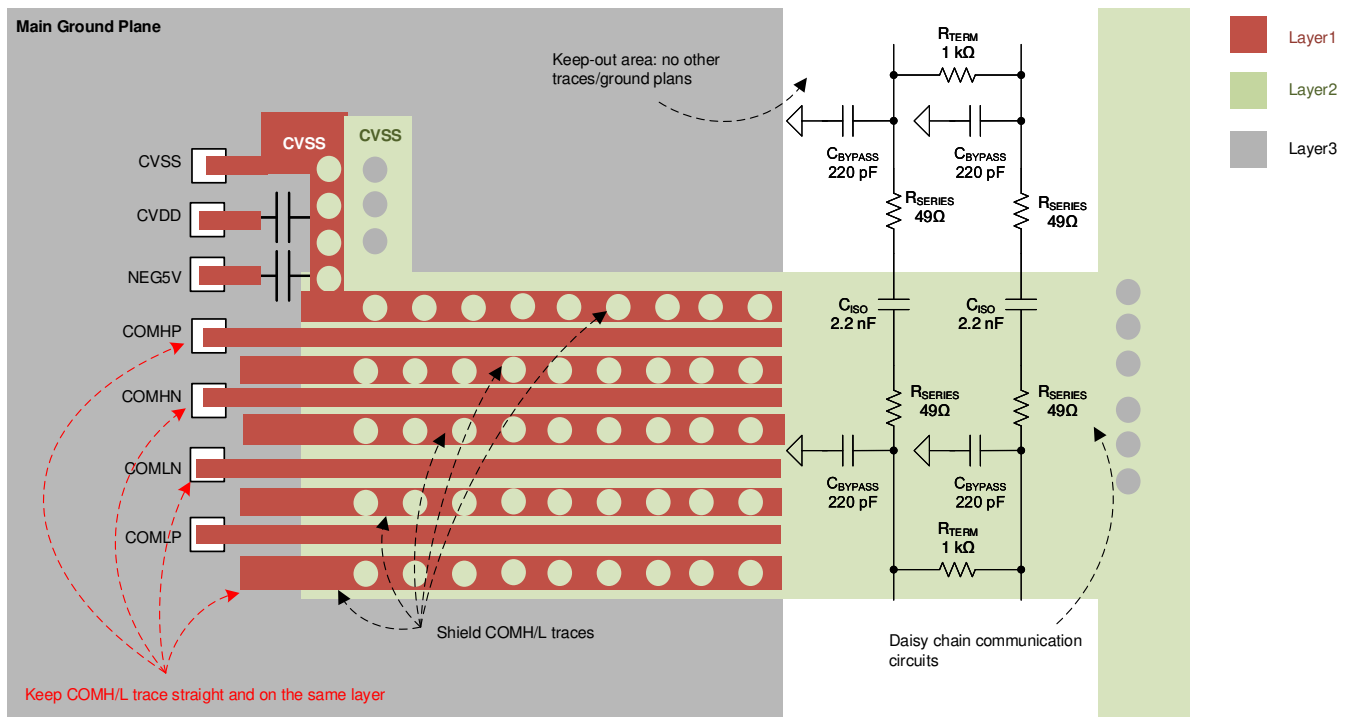 Main Ground Plane
Keep-out area: no other
traces/ground plans
RTERM
1 kΩ
Layer1
Layer2
Layer3
CBYPASS
220 pF
CBYPASS
220 pF
RSERIES
49Ω
RSERIES
49Ω
CVSS
CVSS
CVSS
CVDD
NEG5V
COMHP
COMHN
COMLN
COMLP
CISO
2.2 nF
CISO
2.2 nF
RSERIES
49Ω
RSERIES
49Ω
CBYPASS
220 pF
CBYPASS
220 pF
RTERM
1 kΩ
Shield COMH/L traces
Daisy chain communication
circuits
Keep COMH/L trace straight and on the same layer